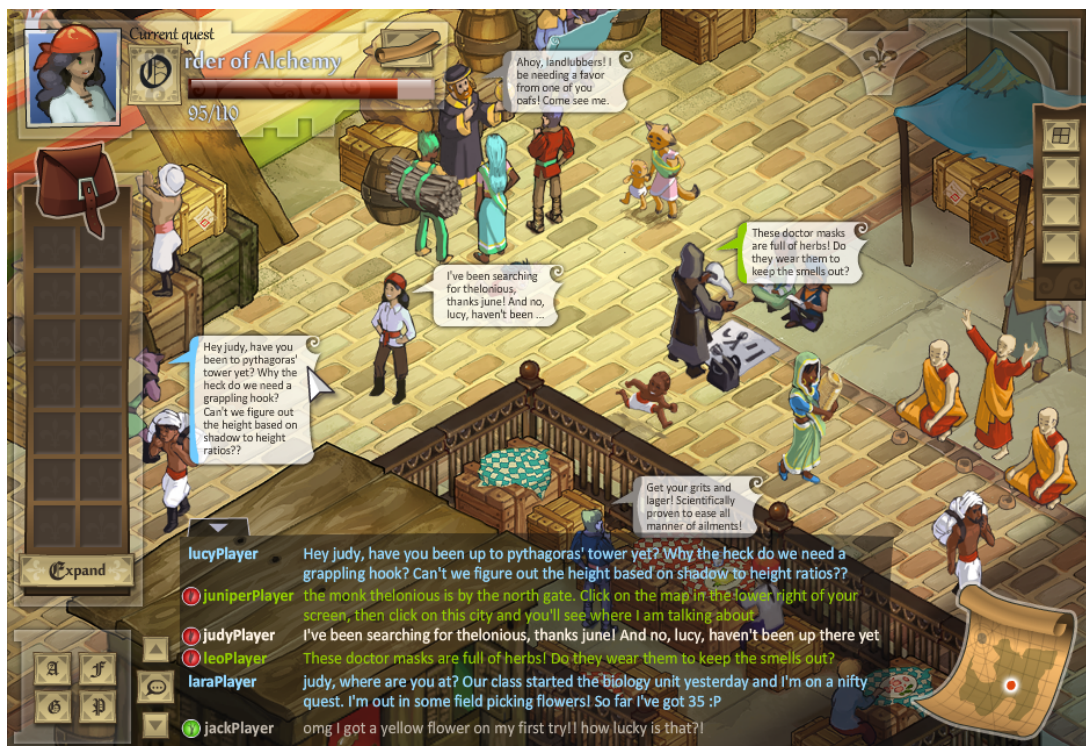 Current quest
Order of Alchemy
95/110
Ahoy, landlubbers! I
be needing a favor
from one of you
oafs! Come see me.
These doctor masks
are full of herbs! Do
they wear them to
keep the smells out?
I've been searching
for thelonious,
thanks june! And no,
lucy, haven't been ...
Hey judy, have you
been to pythagoras'
tower yet? Why the
heck do we need a
grappling hook?
Can't we figure out
the height based on
shadow to height
ratios??
Get your grits and
lager! Scientifically
proven to ease all
manner of ailments!
Expand
lucyPlayer Hey judy, have you been up to pythagoras' tower yet? Why the heck do we need a
grappling hook? Can't we figure out the height based on shadow to height ratios??
juniperPlayer the monk thelonious is by the north gate. Click on the map in the lower right of your
screen, then click on this city and you'll see where I am talking about
judyPlayer I've been searching for thelonious, thanks june! And no, lucy, haven't been up there yet
leoPlayer These doctor masks are full of herbs! Do they wear them to keep the smells out?
laraPlayer judy, where are you at? Our class started the biology unit yesterday and I'm on a nifty
quest. I'm out in some field picking flowers! So far I've got 35 :P
jackPlayer omg I got a yellow flower on my first try!! how lucky is that?!
A F
G P